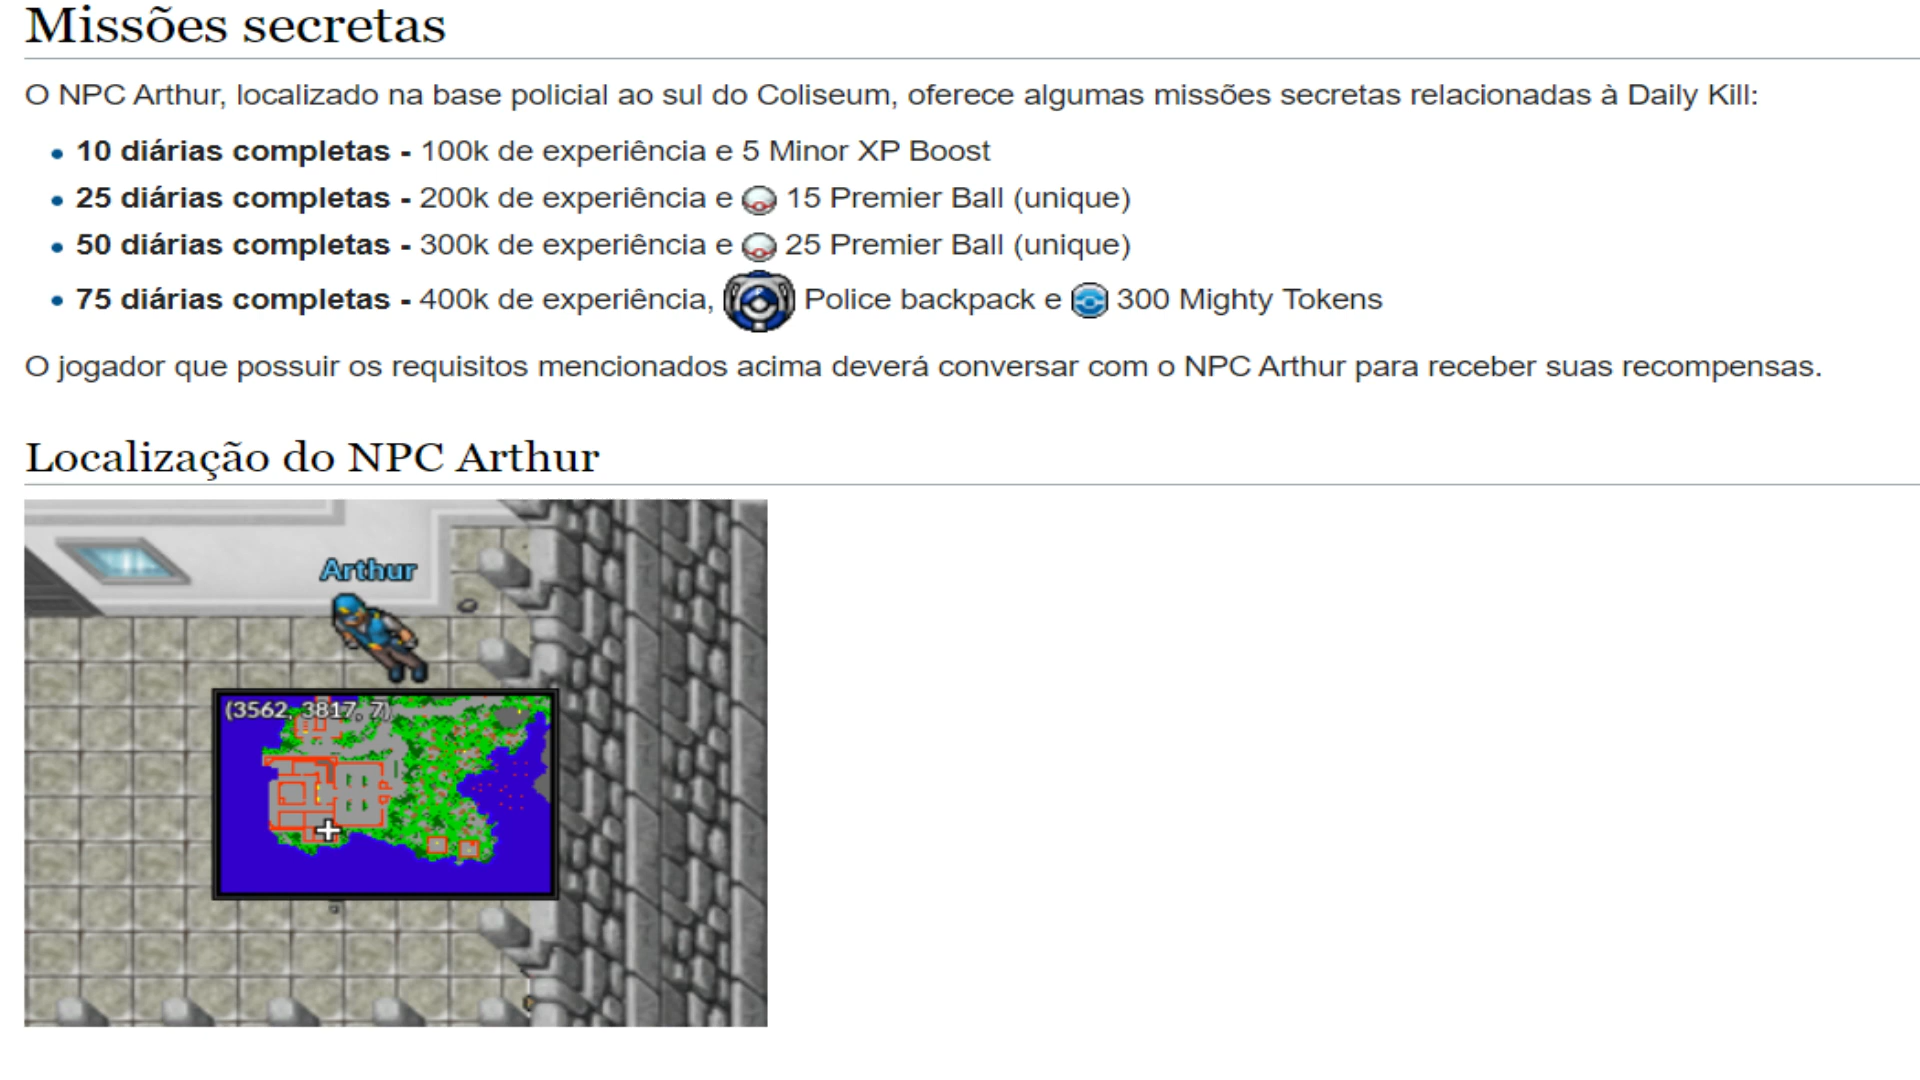 Missões secretas
O NPC Arthur, localizado na base policial ao sul do Coliseum, oferece algumas missões secretas relacionadas à Daily Kill:
10 diárias completas - 100k de experiência e 5 Minor XP Boost
25 diárias completas - 200k de experiência e 15 Premier Ball (unique)
50 diárias completas - 300k de experiência e 25 Premier Ball (unique)
75 diárias completas - 400k de experiência, Police backpack e 300 Mighty Tokens
O jogador que possuir os requisitos mencionados acima deverá conversar com o NPC Arthur para receber suas recompensas.
Localização do NPC Arthur
Arthur
(3562, 3817, 7)